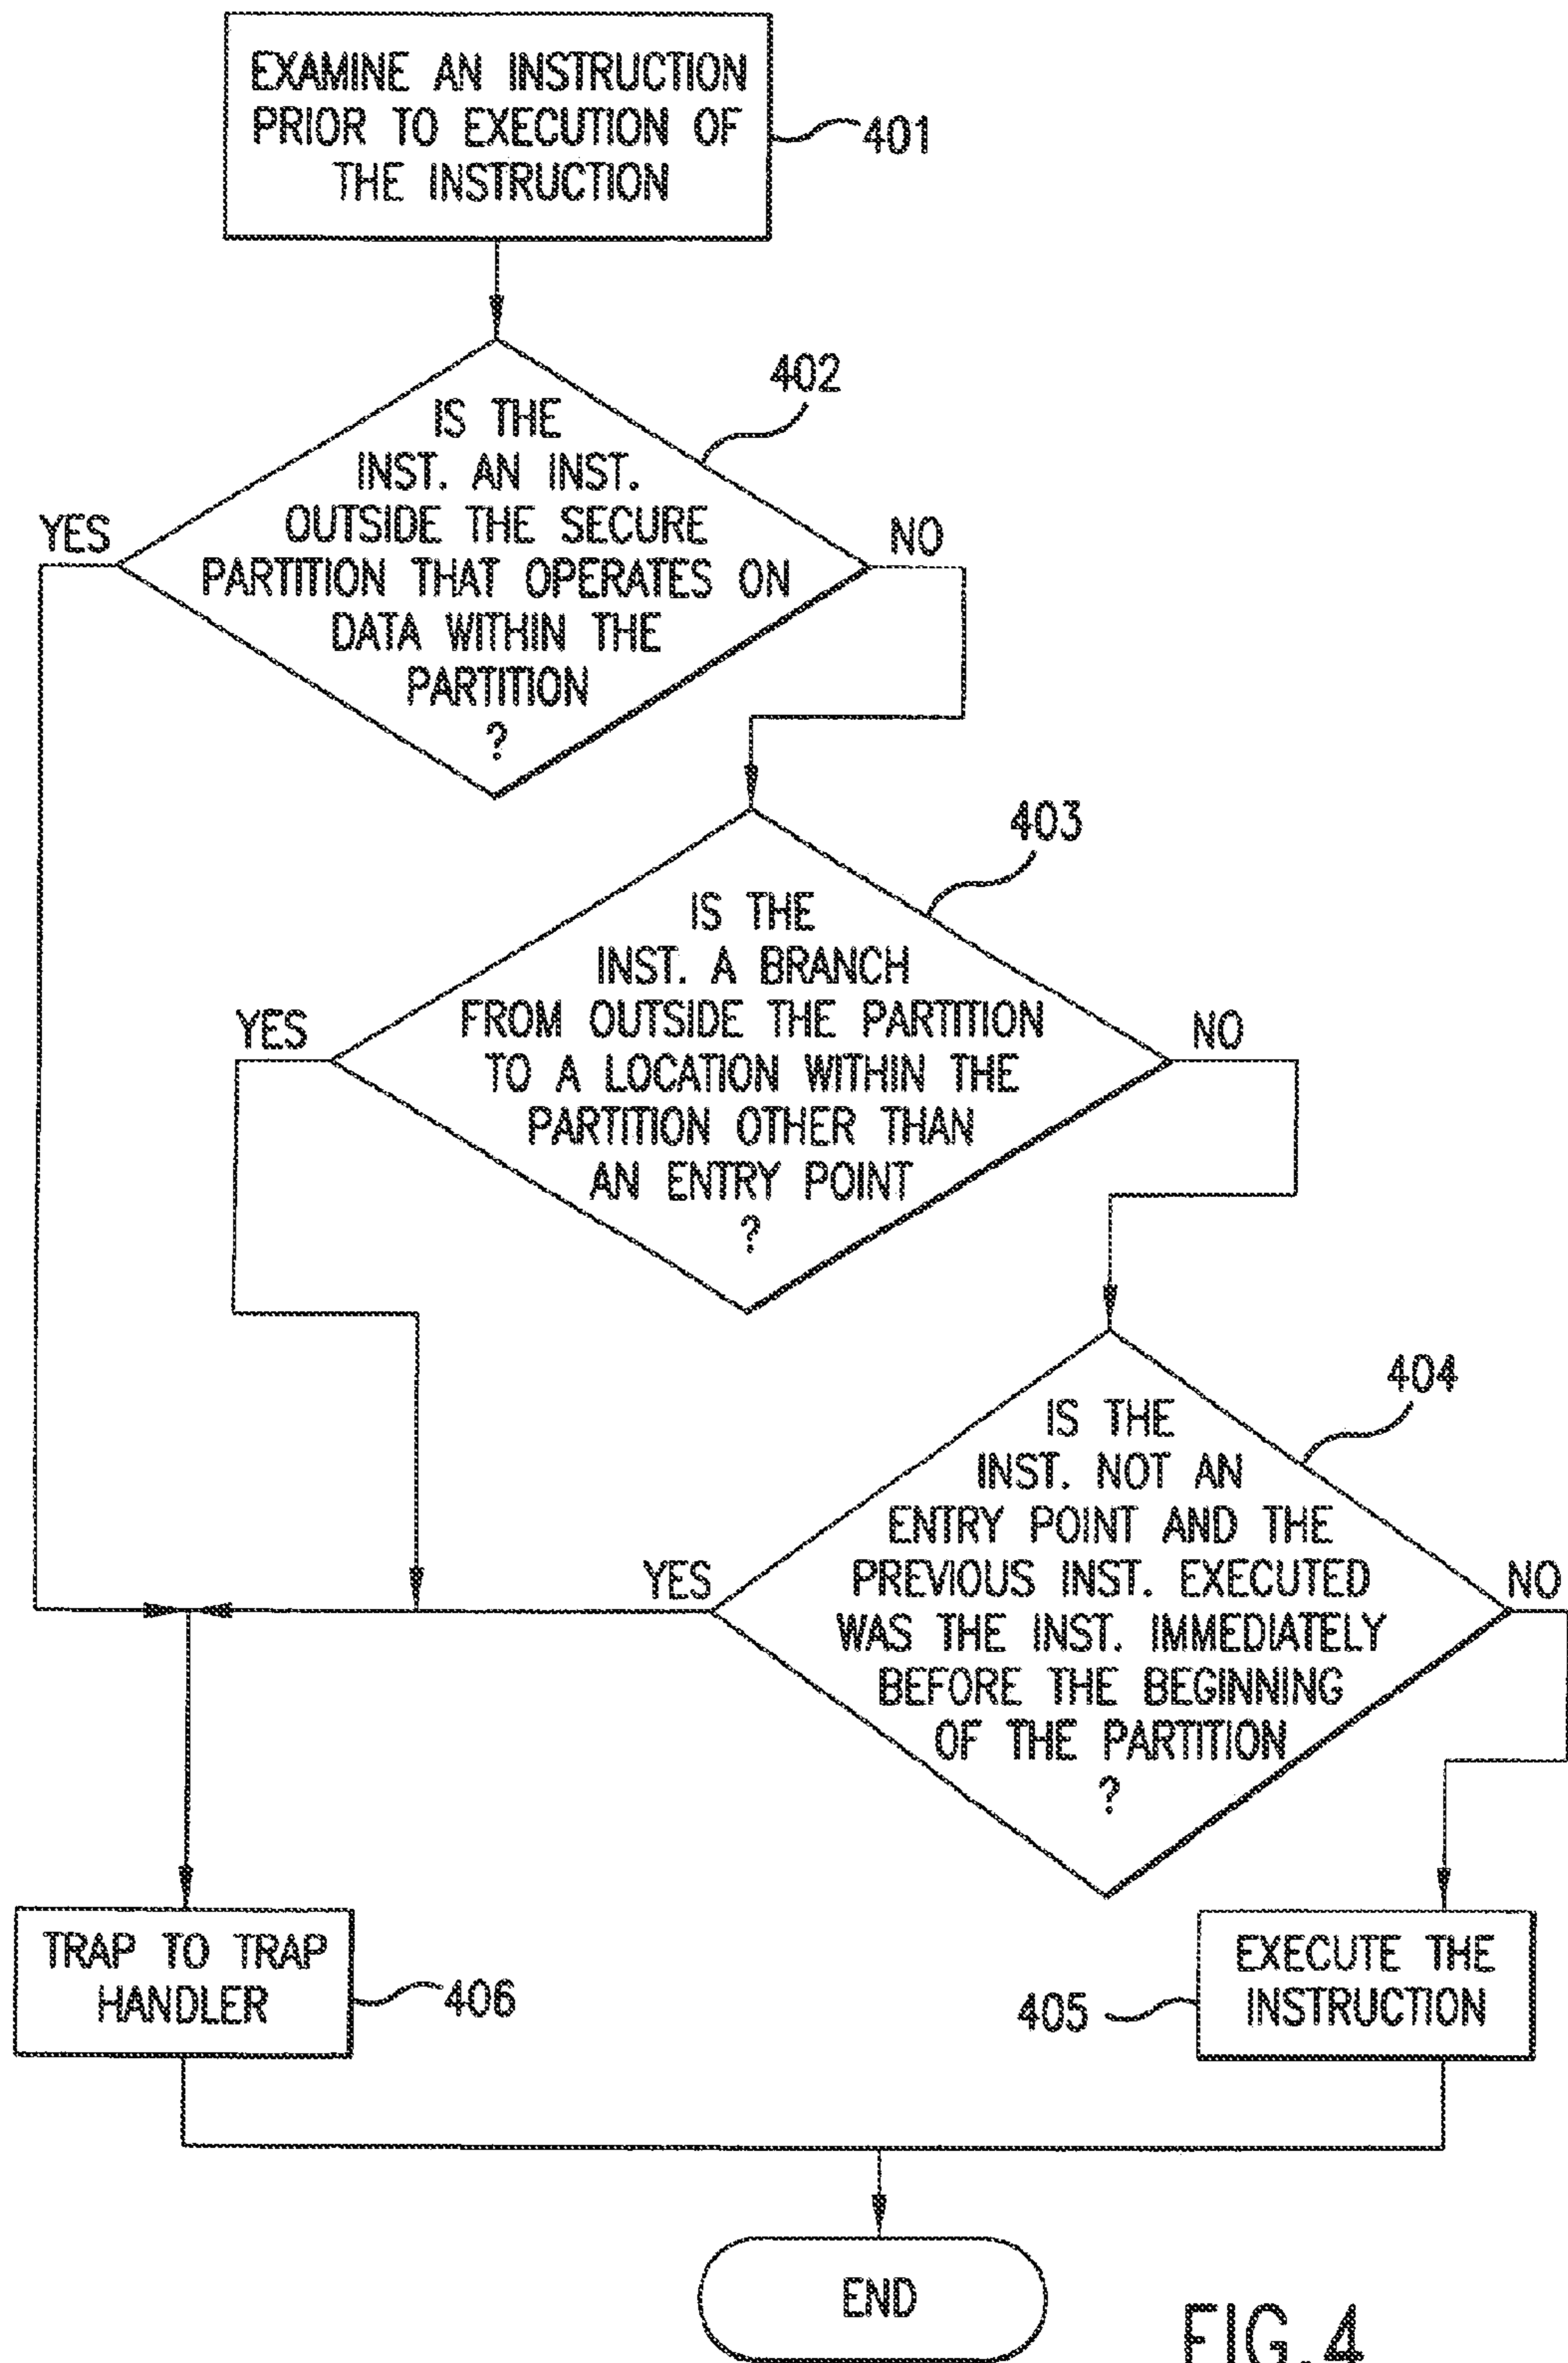 EXAMINE AN INSTRUCTION
PRIOR TO EXECUTION OF
THE INSTRUCTION
401
402
IS THE
INST. AN INST.
OUTSIDE THE SECURE
PARTITION THAT OPERATES ON
DATA WITHIN THE
PARTITION
?
YES
NO
403
IS THE
INST. A BRANCH
FROM OUTSIDE THE PARTITION
TO A LOCATION WITHIN THE
PARTITION OTHER THAN
AN ENTRY POINT
?
YES
NO
404
IS THE
INST. NOT AN
ENTRY POINT AND THE
PREVIOUS INST. EXECUTED
WAS THE INST. IMMEDIATELY
BEFORE THE BEGINNING
OF THE PARTITION
?
YES
NO
TRAP TO TRAP
HANDLER
406
405
EXECUTE THE
INSTRUCTION
END
FIG.4